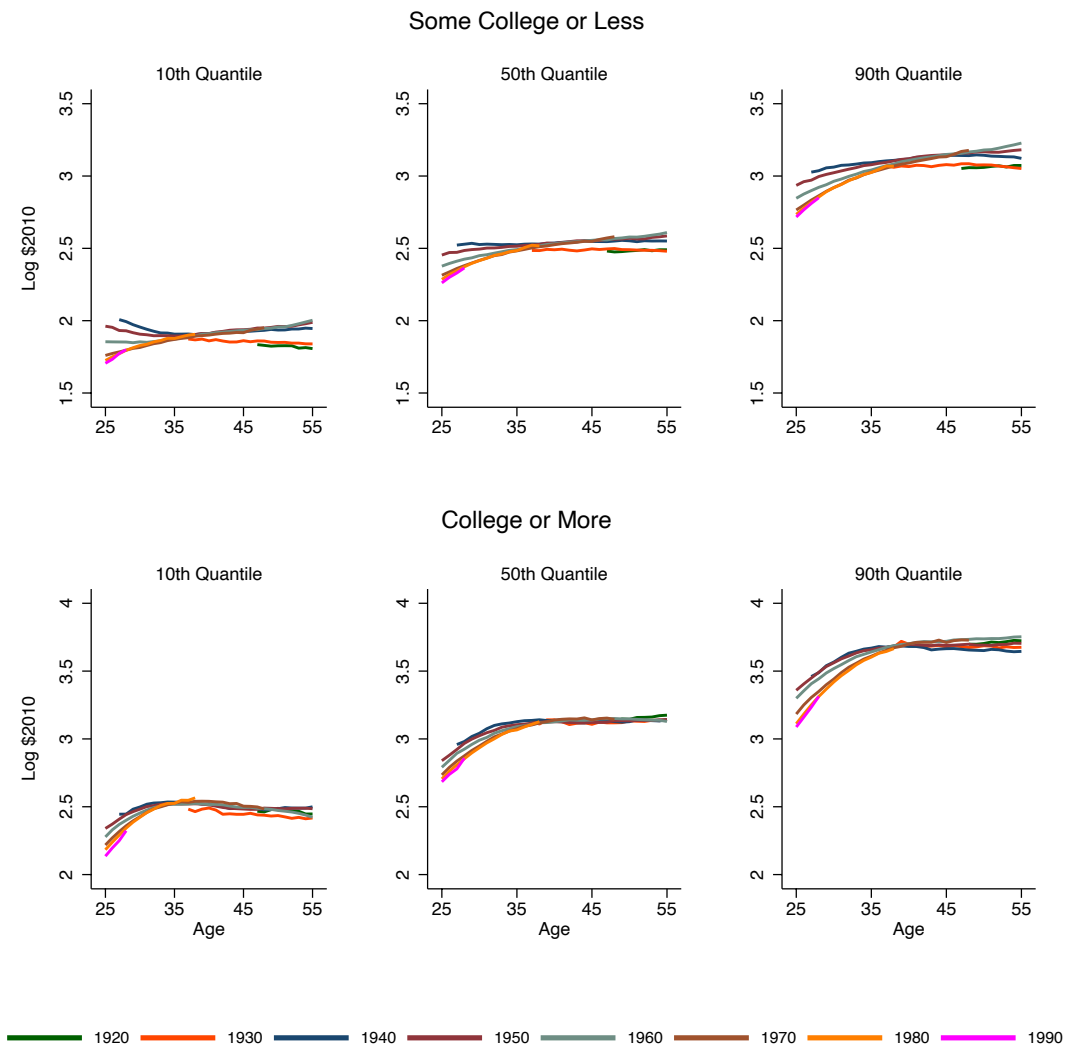 Some College or Less
10th Quantile 50th Quantile 90th Quantile
Log $2010
3.5 3.5 3.5
3 3 3
2.5 2.5 2.5
2 2 2
1.5 1.5 1.5
25 35 45 55 25 35 45 55 25 35 45 55
College or More
10th Quantile 50th Quantile 90th Quantile
Log $2010
4 4 4
3.5 3.5 3.5
3 3 3
2.5 2.5 2.5
2 2 2
25 35 45 55 25 35 45 55 25 35 45 55
Age Age Age
1920 1930 1940 1950 1960 1970 1980 1990